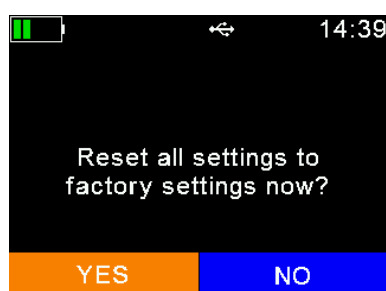 14:39
Reset all settings to
factory settings now?
YES NO